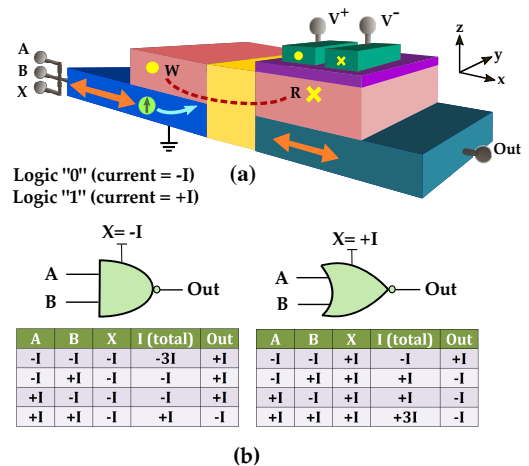 A
B
X
W
R
V+
V-
z
y
x
Out
Logic "0" (current = -I)
Logic "1" (current = +I)
(a)
X= -I
A
B
Out
X= +I
A
B
Out
A B X I (total) Out
-I -I -I -3I +I
-I +I -I -I +I
+I -I -I -I +I
+I +I -I +I -I
A B X I (total) Out
-I -I +I -I +I
-I +I +I +I -I
+I -I +I +I -I
+I +I +I +3I -I
(b)